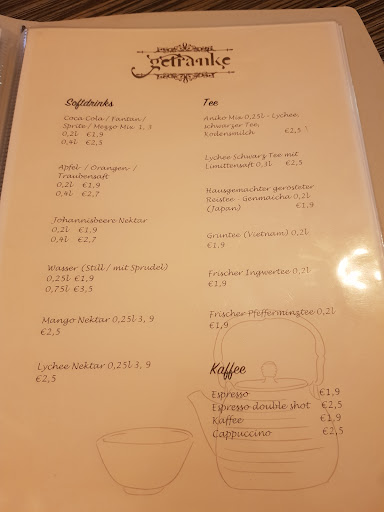 getränke
Softdrinks
Coca Cola / Fantan /
Sprite / Mezzo Mix 1, 3
0,2l €1,9
0,4l €2,5
Apfel- / Orangen- /
Traubensaft
0,2l €1,9
0,4l €2,7
Johannisbeere Nektar
0,2l €1,9
0,4l €2,7
Wasser (Still / mit Sprudel)
0,25l €1,9
0,75l €3,5
Mango Nektar 0,25l 3, 9
€2,5
Lychee Nektar 0,25l 3, 9
€2,5
Tee
Aniko Mix 0,25l - Lychee,
schwarzer Tee,
Kodensmilch €2,5
Lychee Schwarz Tee mit
Limittensaft 0,3l €2,5
Hausgemachter gerösteter
Reistee - Genmaicha 0,2l
(Japan) €1,9
Grüntee (Vietnam) 0,2l
€1,9
Frischer Ingwertee 0,2l
€1,9
Frischer Pfefferminztee 0,2l
€1,9
Kaffee
Espresso €1,9
Espresso double shot €2,5
Kaffee €1,9
Cappuccino €2,5